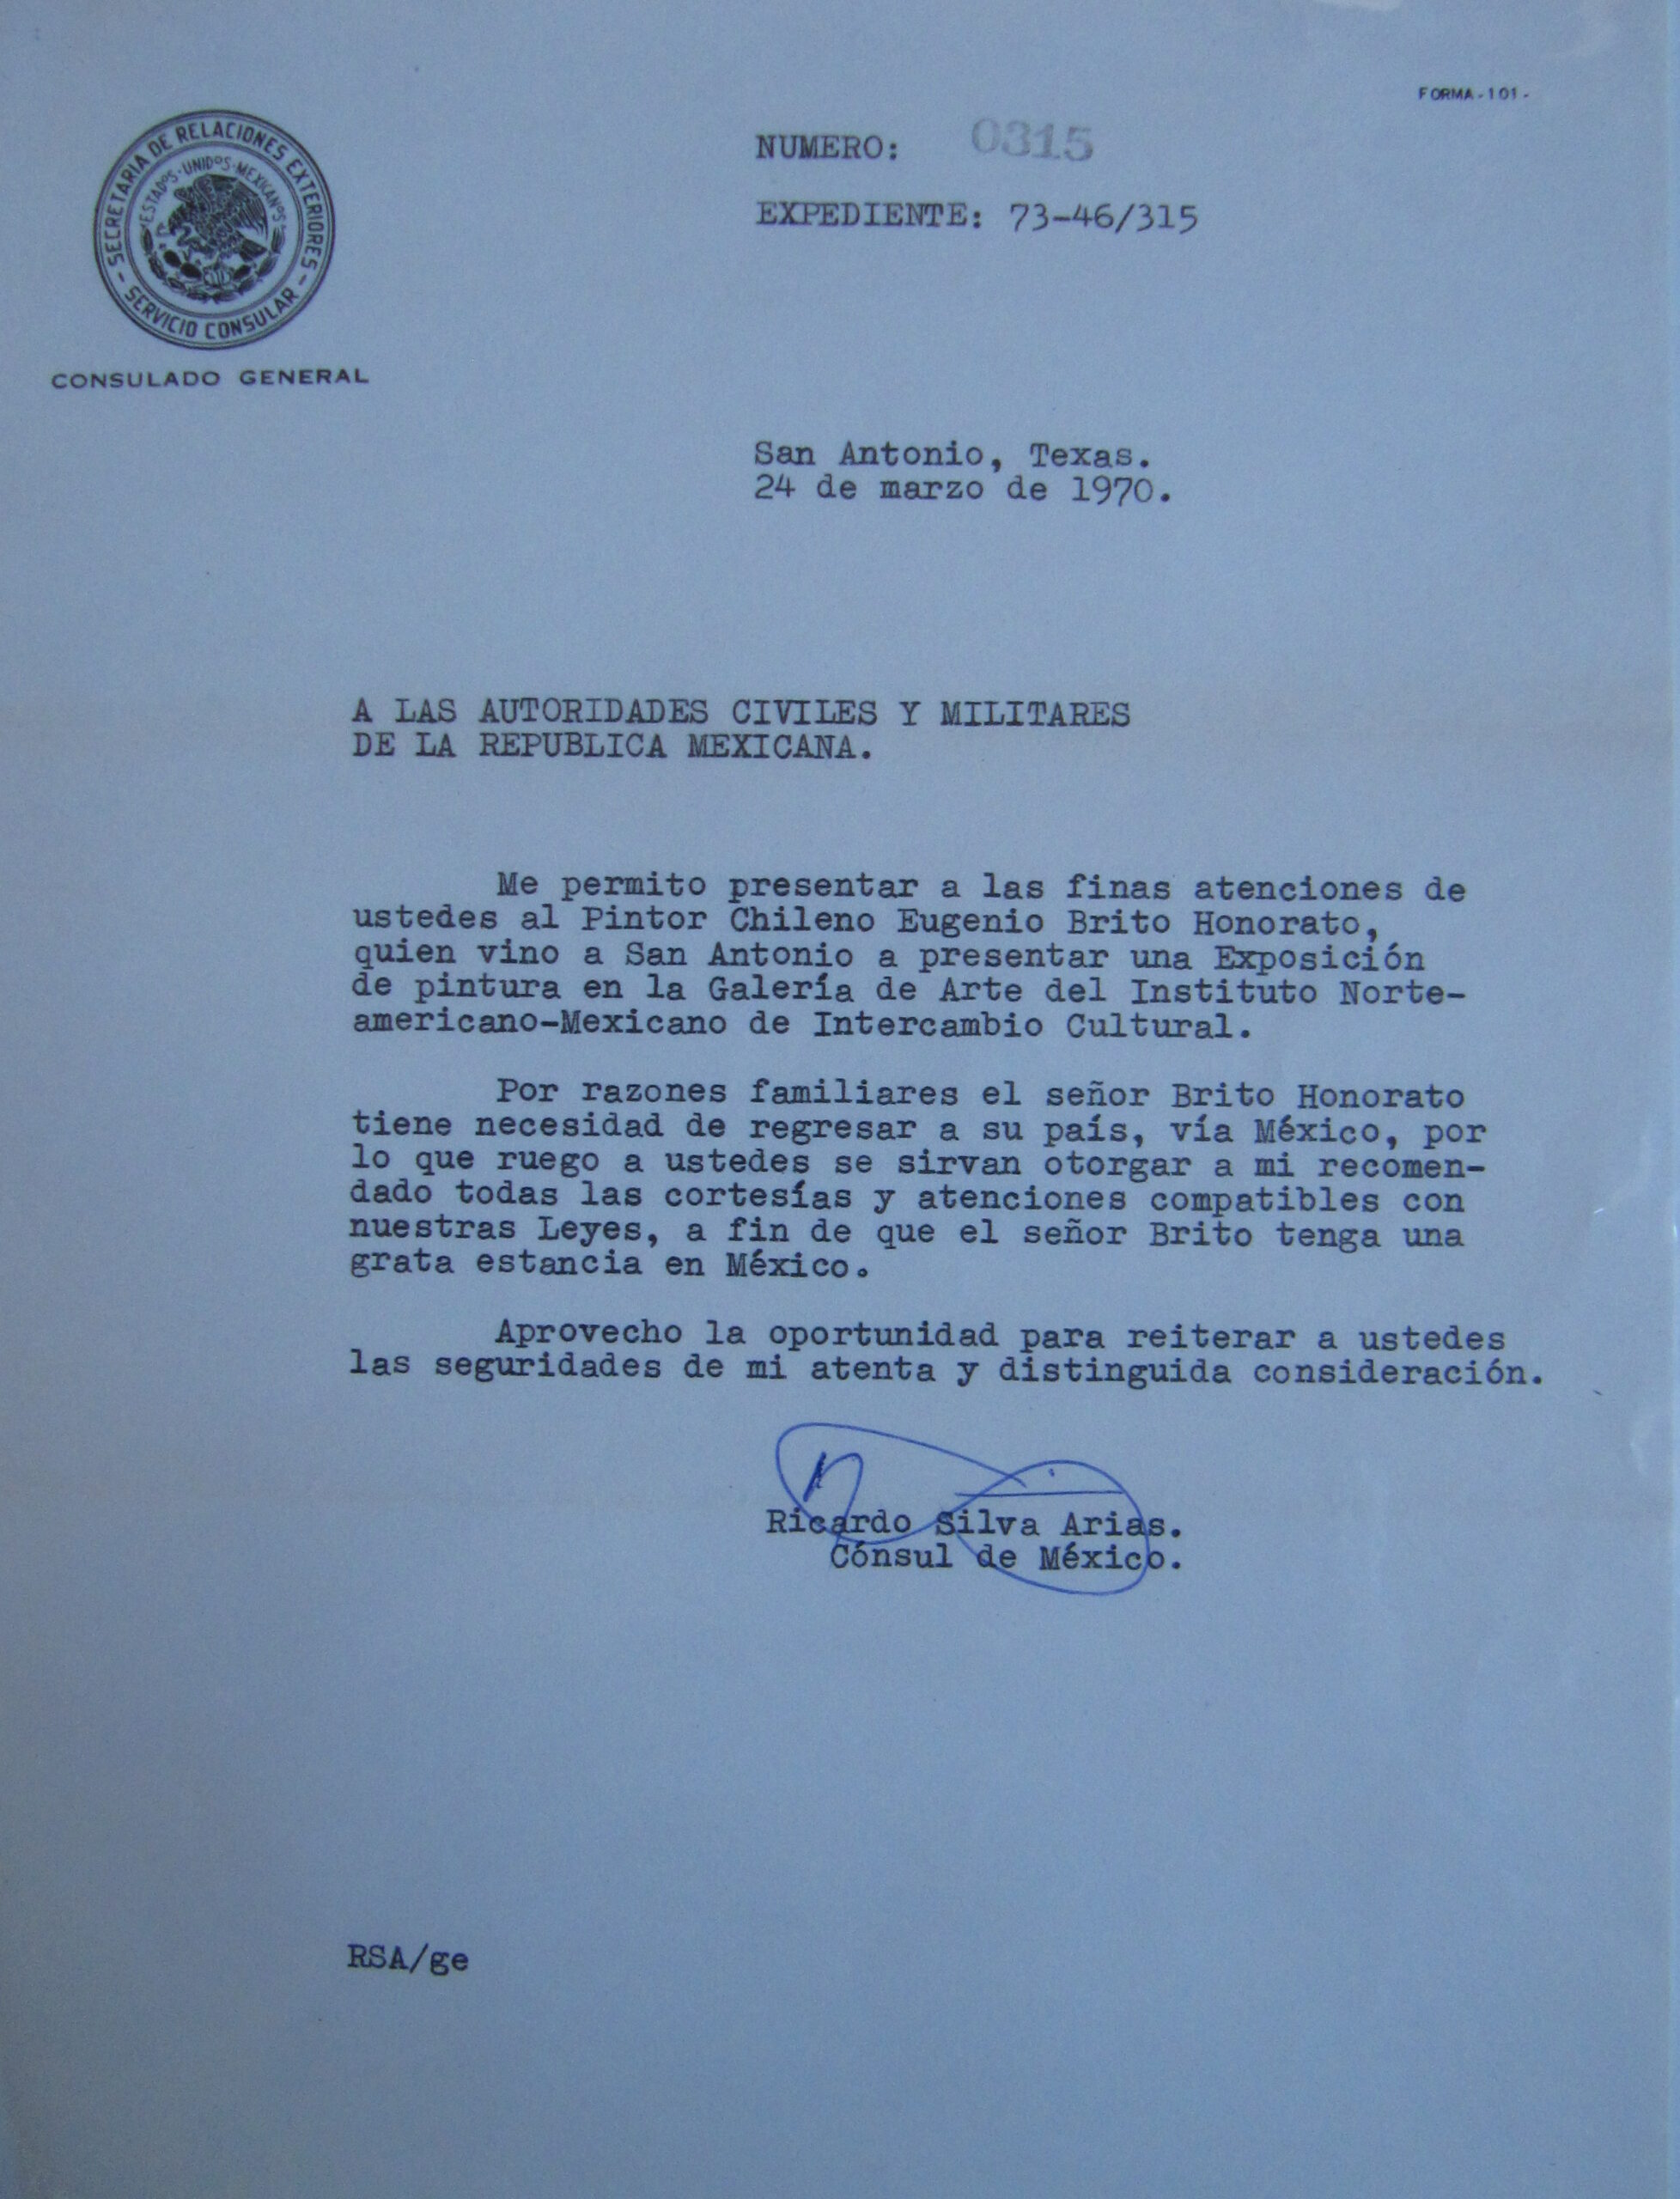 FORMA-101-
SECRETARIA DE RELACIONES EXTERIORES
ESTADOS·UNIDOS·MEXICANOS
- SERVICIO CONSULAR -
CONSULADO GENERAL
NUMERO: 0315
EXPEDIENTE: 73-46/315
San Antonio, Texas.
24 de marzo de 1970.
A LAS AUTORIDADES CIVILES Y MILITARES
DE LA REPUBLICA MEXICANA.
Me permito presentar a las finas atenciones de
ustedes al Pintor Chileno Eugenio Brito Honorato,
quien vino a San Antonio a presentar una Exposición
de pintura en la Galería de Arte del Instituto Norte-
americano-Mexicano de Intercambio Cultural.
Por razones familiares el señor Brito Honorato
tiene necesidad de regresar a su país, vía México, por
lo que ruego a ustedes se sirvan otorgar a mi recomen-
dado todas las cortesías y atenciones compatibles con
nuestras Leyes, a fin de que el señor Brito tenga una
grata estancia en México.
Aprovecho la oportunidad para reiterar a ustedes
las seguridades de mi atenta y distinguida consideración.
Ricardo Silva Arias.
Cónsul de México.
RSA/ge